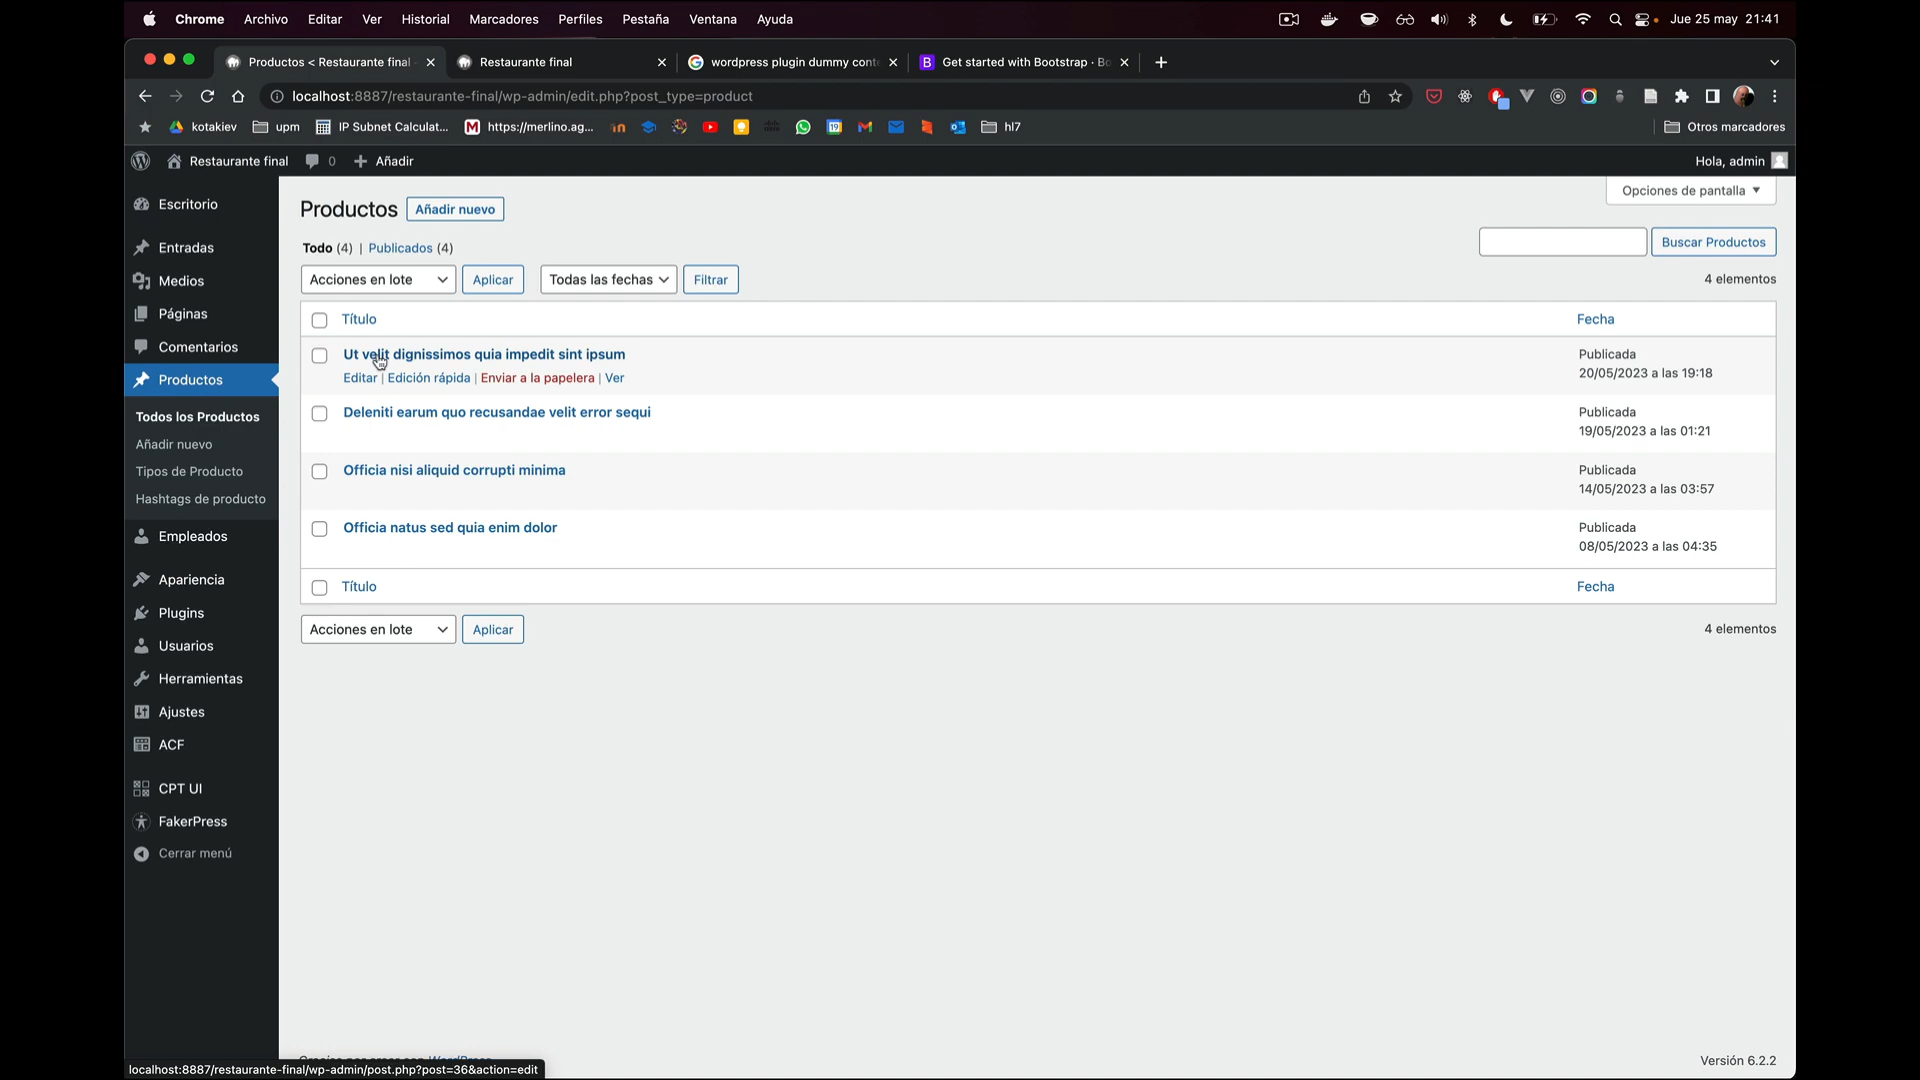 Chrome Archivo Editar Ver Historial Marcadores Perfiles Pestaña Ventana Ayuda Jue 25 may 21:41
Productos < Restaurante final Restaurante final wordpress plugin dummy conte Get started with Bootstrap · Bo
localhost:8887/restaurante-final/wp-admin/edit.php?post_type=product
kotakiev upm IP Subnet Calculat... https://merlino.ag... hl7 Otros marcadores
Restaurante final 0 Añadir Hola, admin
Opciones de pantalla
Escritorio
Entradas
Medios
Páginas
Comentarios
Productos
Todos los Productos
Añadir nuevo
Tipos de Producto
Hashtags de producto
Empleados
Apariencia
Plugins
Usuarios
Herramientas
Ajustes
ACF
CPT UI
FakerPress
Cerrar menú
Productos Añadir nuevo
Todo (4) | Publicados (4)
Buscar Productos
Acciones en lote Aplicar Todas las fechas Filtrar 4 elementos
Título Fecha
Ut velit dignissimos quia impedit sint ipsum Publicada
Editar | Edición rápida | Enviar a la papelera | Ver 20/05/2023 a las 19:18
Deleniti earum quo recusandae velit error sequi Publicada
19/05/2023 a las 01:21
Officia nisi aliquid corrupti minima Publicada
14/05/2023 a las 03:57
Officia natus sed quia enim dolor Publicada
08/05/2023 a las 04:35
Título Fecha
Acciones en lote Aplicar 4 elementos
Versión 6.2.2
localhost:8887/restaurante-final/wp-admin/post.php?post=36&action=edit